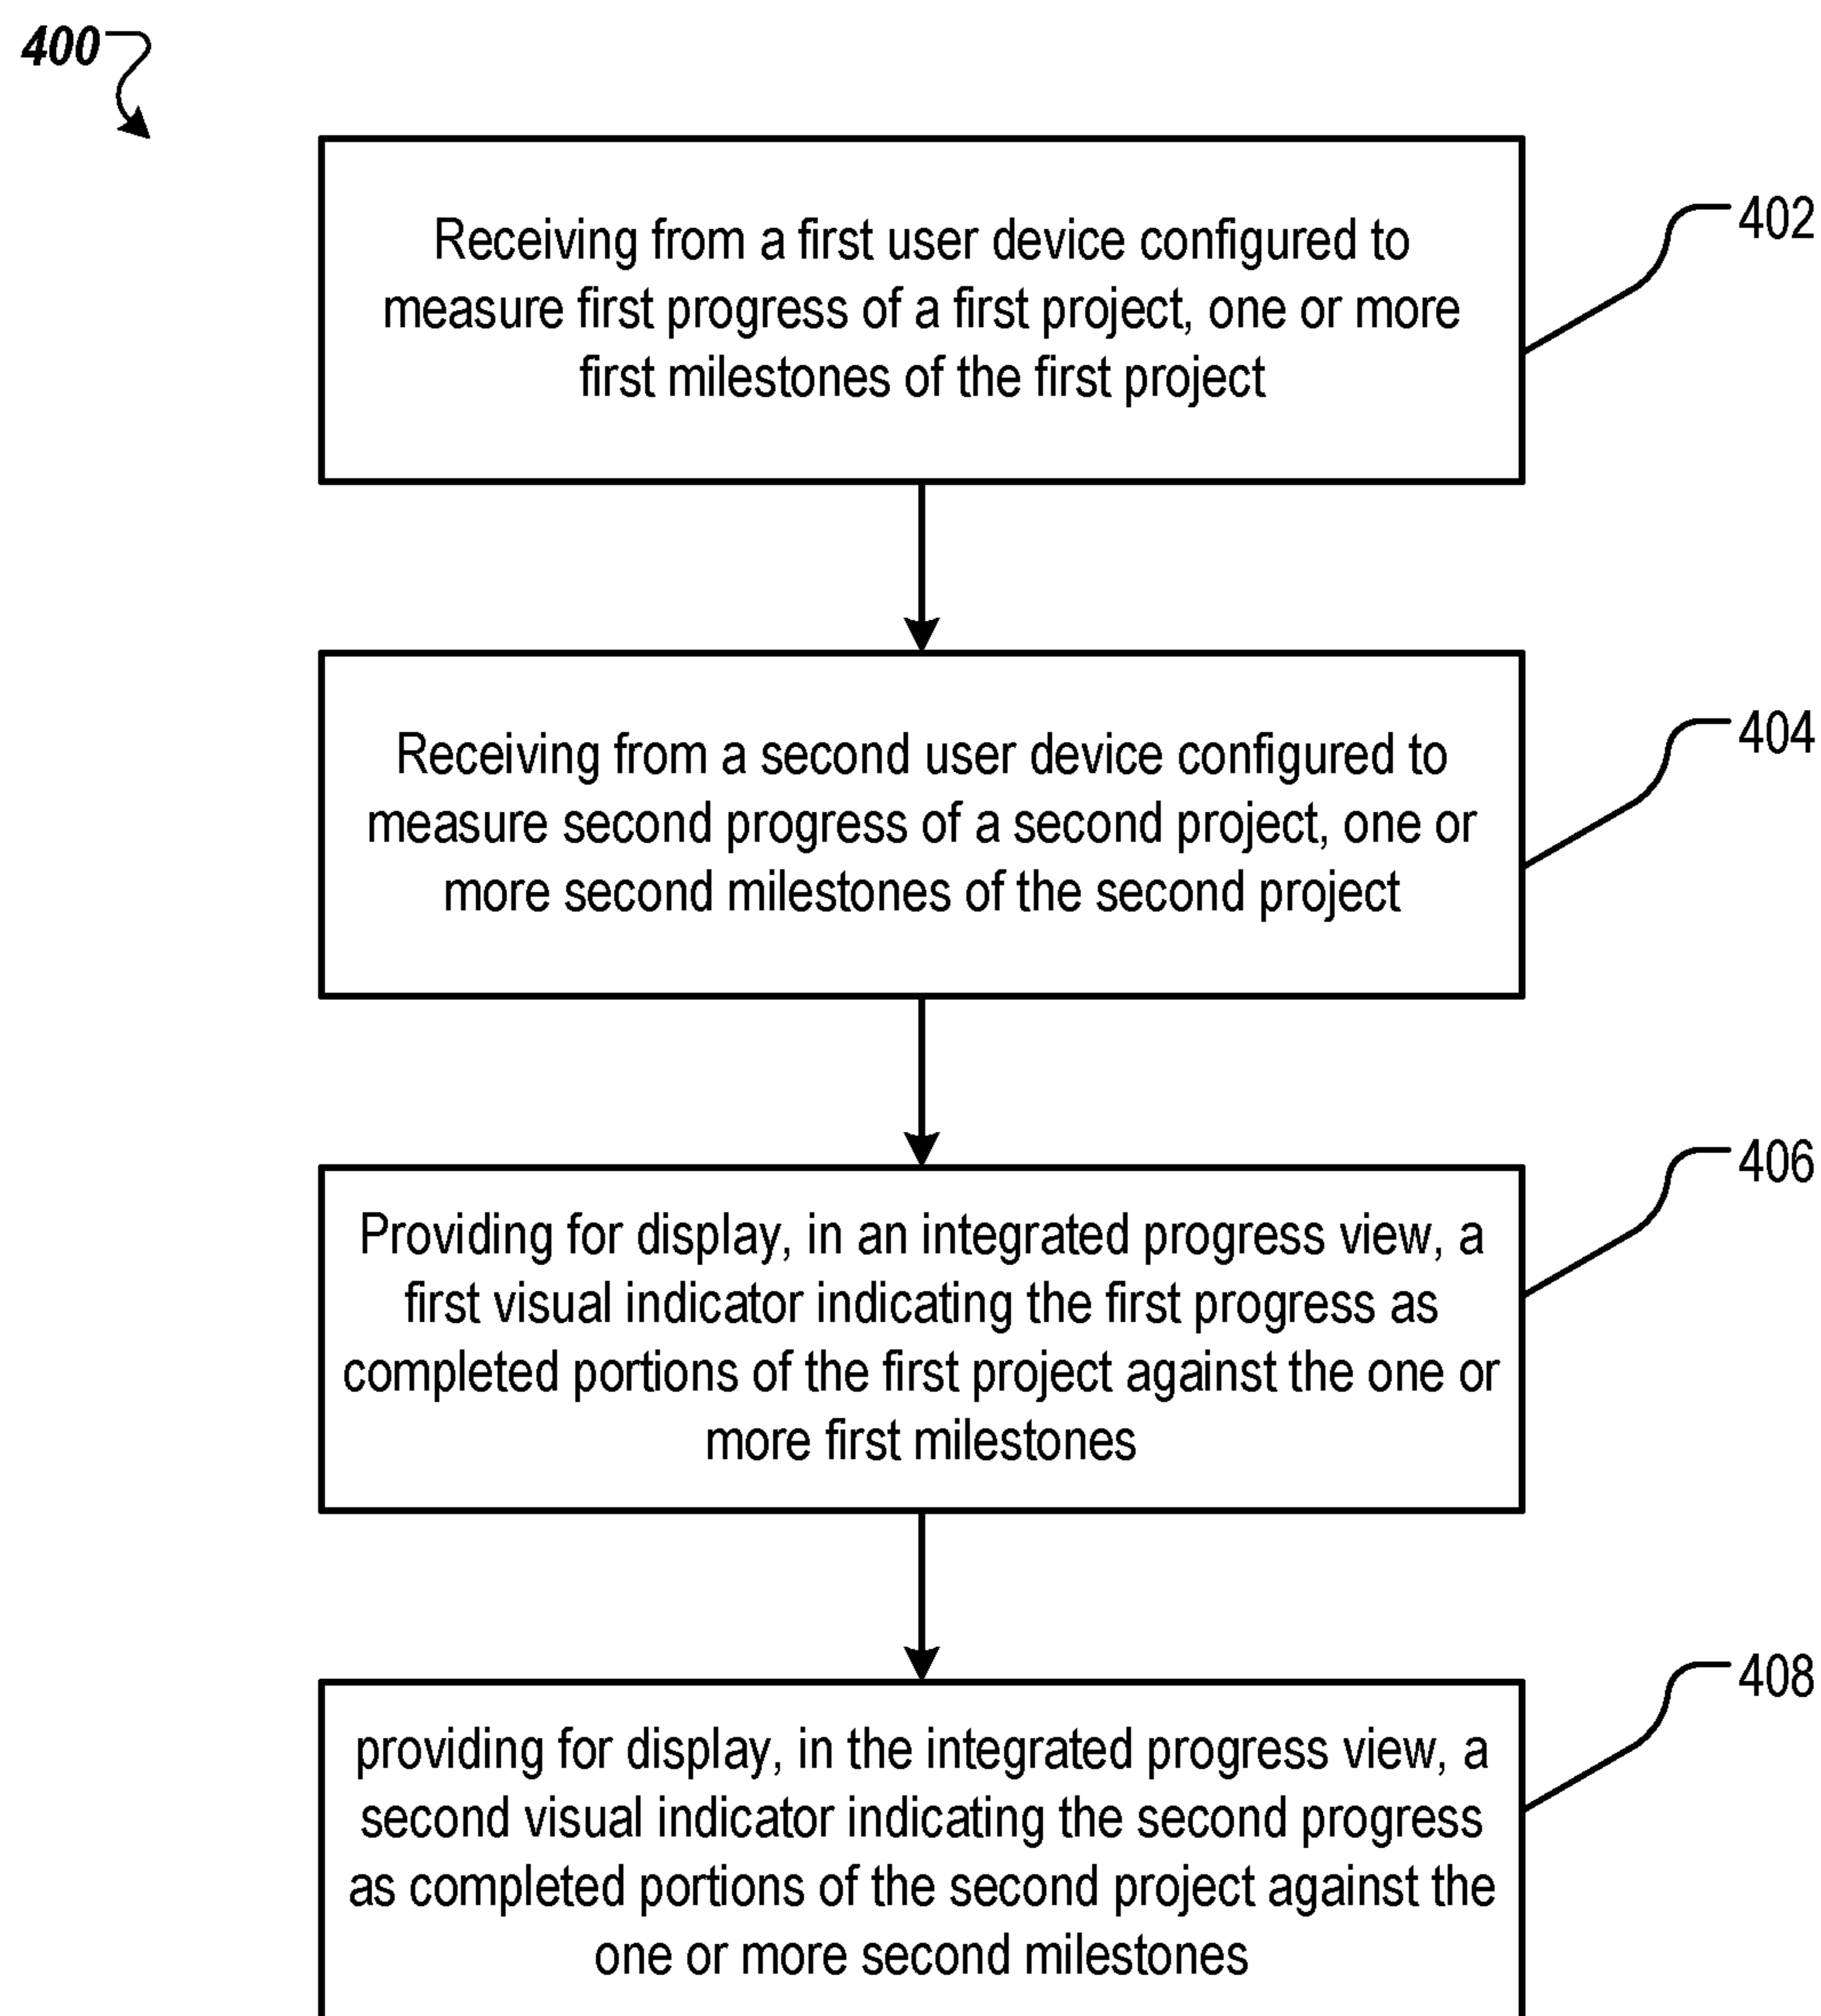 400
Receiving from a first user device configured to
measure first progress of a first project, one or more
first milestones of the first project
402
Receiving from a second user device configured to
measure second progress of a second project, one or
more second milestones of the second project
404
Providing for display, in an integrated progress view, a
first visual indicator indicating the first progress as
completed portions of the first project against the one or
more first milestones
406
providing for display, in the integrated progress view, a
second visual indicator indicating the second progress
as completed portions of the second project against the
one or more second milestones
408